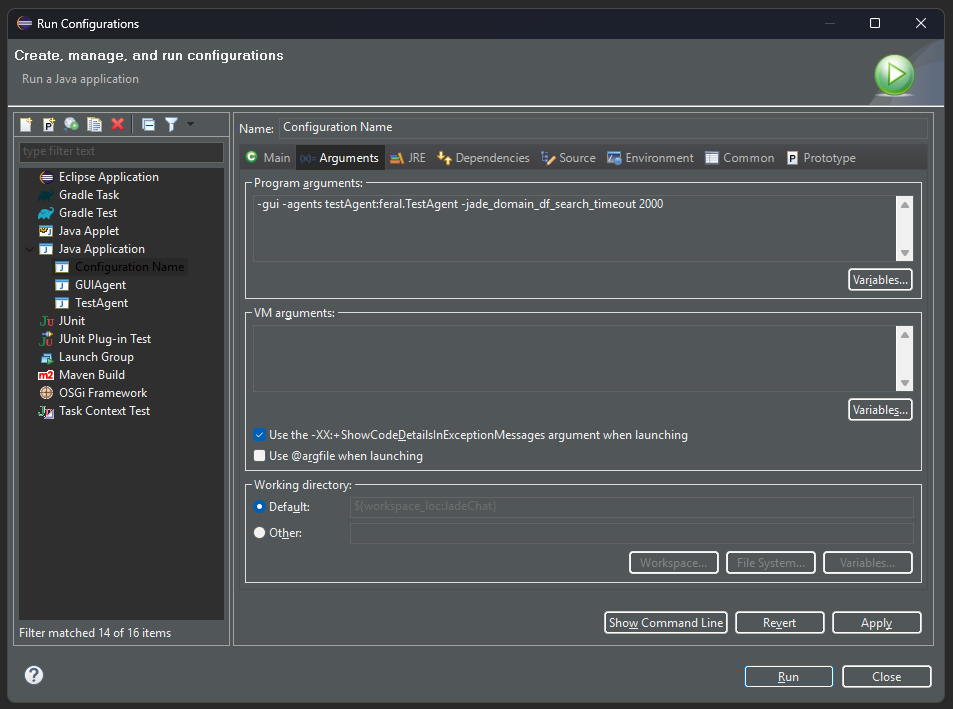 Run Configurations
Create, manage, and run configurations
Run a Java application
type filter text
Eclipse Application
Gradle Task
Gradle Test
Java Applet
Java Application
Configuration Name
GUIAgent
TestAgent
JUnit
JUnit Plug-in Test
Launch Group
Maven Build
OSGi Framework
Task Context Test
Filter matched 14 of 16 items
Name: Configuration Name
Main Arguments JRE Dependencies Source Environment Common Prototype
Program arguments:
-gui -agents testAgent:feral.TestAgent -jade_domain_df_search_timeout 2000
Variables...
VM arguments:
Variables...
Use the -XX:+ShowCodeDetailsInExceptionMessages argument when launching
Use @argfile when launching
Working directory:
Default: ${workspace_loc:JadeChat}
Other:
Workspace... File System... Variables...
Show Command Line Revert Apply
Run Close